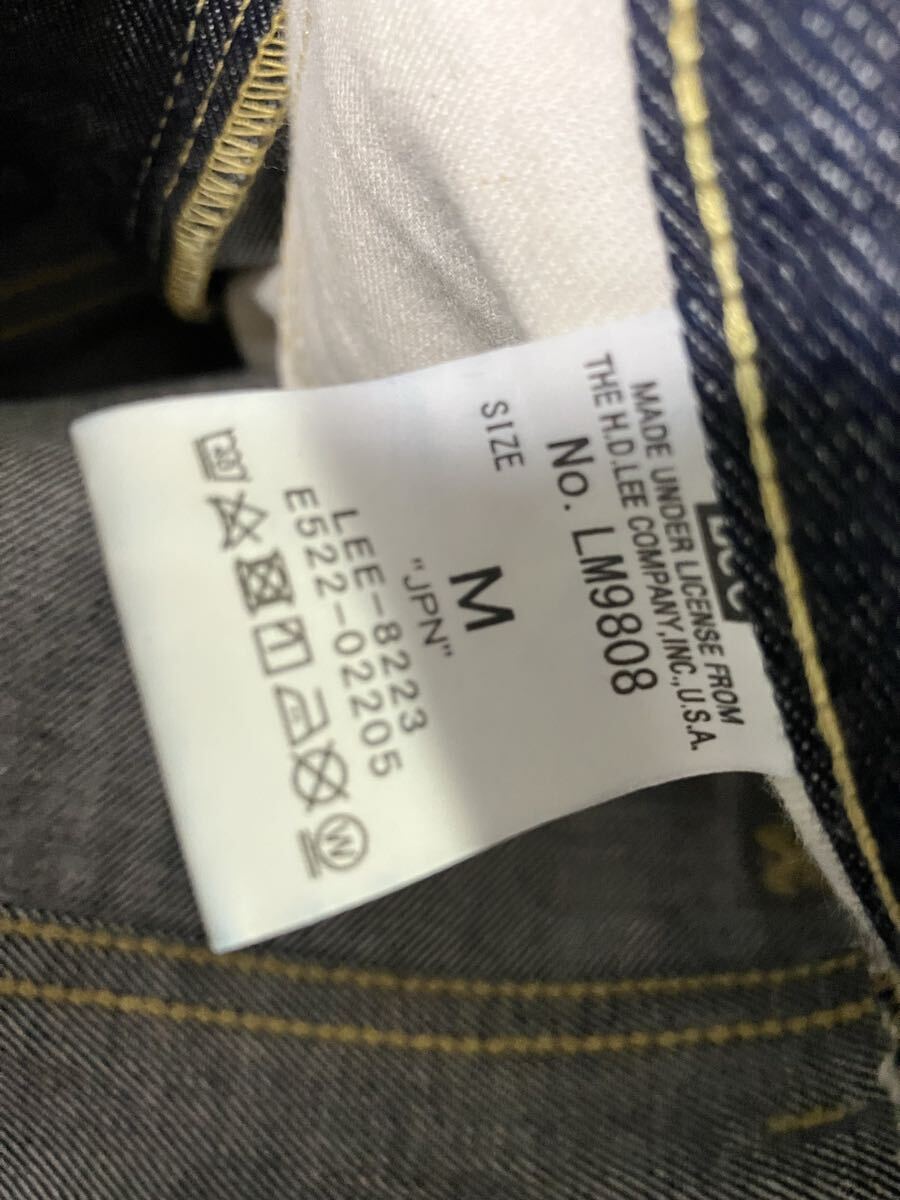 MADE UNDER LICENSE FROM
THE H.D.LEE COMPANY,INC.,U.S.A.
No. LM9808
SIZE
M
"JPN"
LEE-8223
E522-02205
W